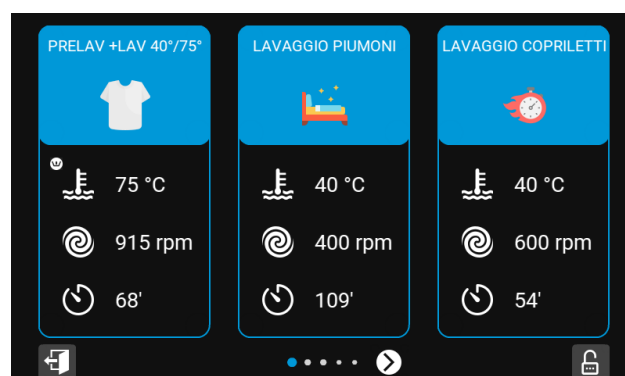 PRELAV +LAV 40°/75°
75 °C
915 rpm
68'
LAVAGGIO PIUMONI
40 °C
400 rpm
109'
LAVAGGIO COPRILETTI
40 °C
600 rpm
54'